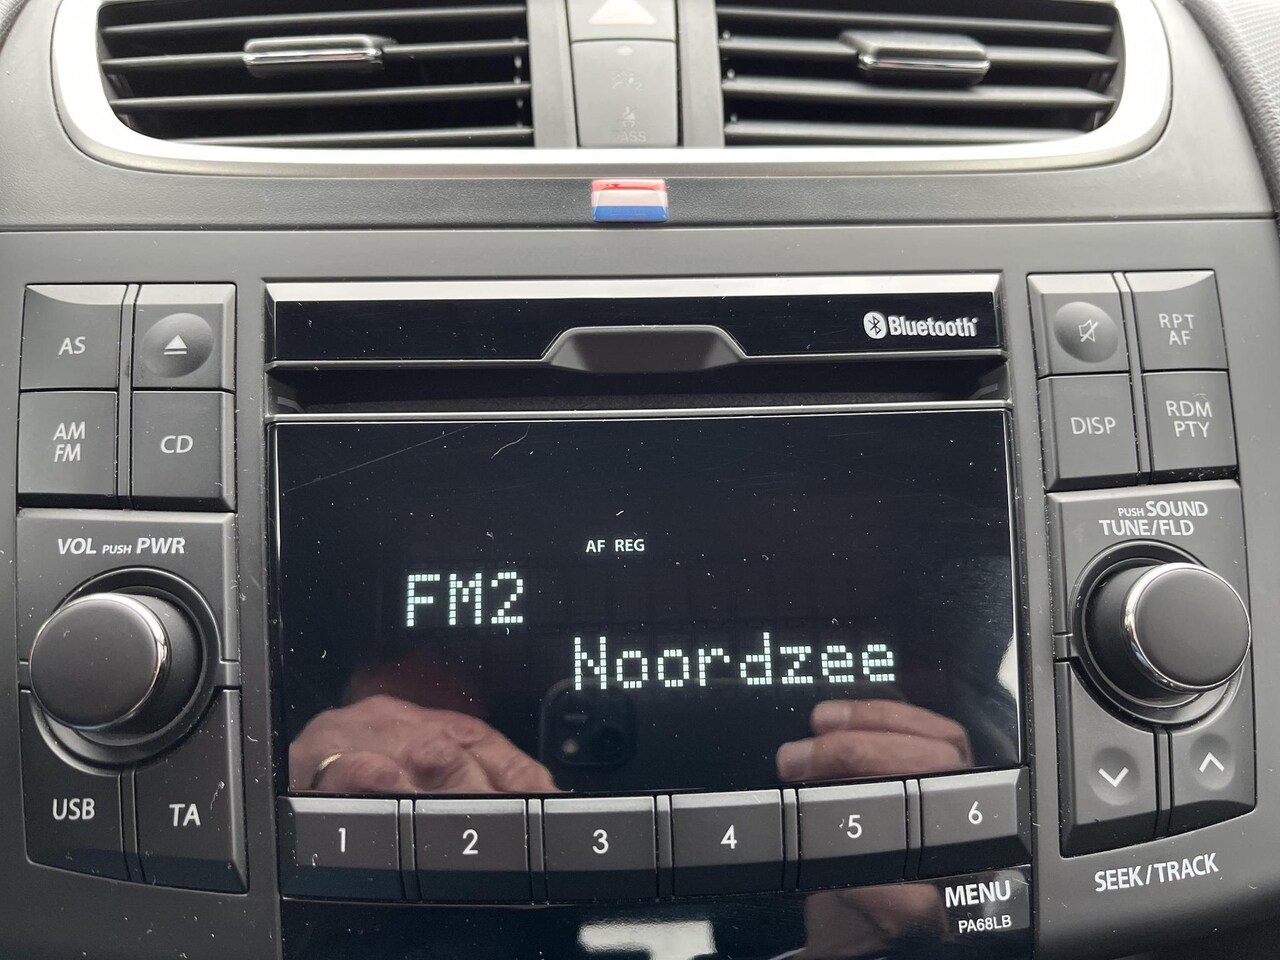 PASS
Bluetooth
AS
AM
FM
CD
RPT
AF
DISP
RDM
PTY
VOL PUSH PWR
PUSH SOUND
TUNE/FLD
AF REG
FM2
Noordzee
USB
TA
1
2
3
4
5
6
SEEK/TRACK
MENU
PA68LB